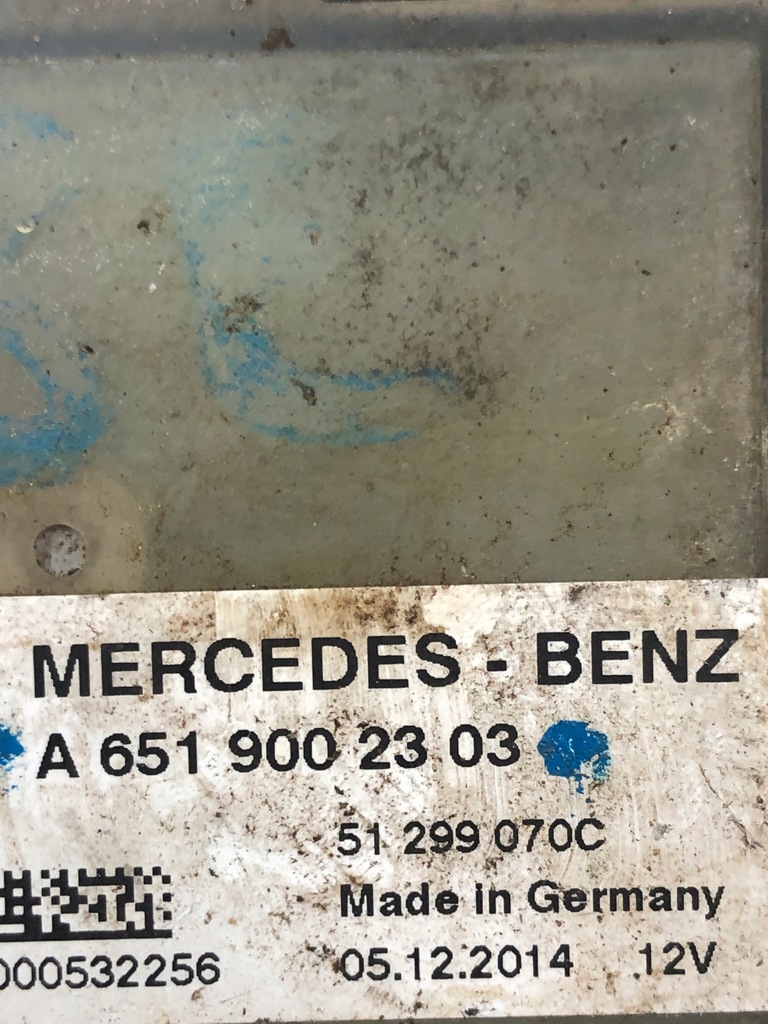 MERCEDES - BENZ
A 651 900 23 03
51 299 070C
Made in Germany
000532256
05.12.2014 12V